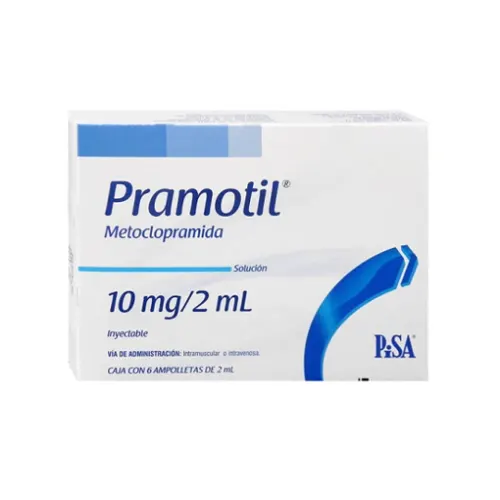 Pramotil®
Metoclopramida
Solución
10 mg/2 mL
Inyectable
VÍA DE ADMINISTRACIÓN: Intramuscular o intravenosa.
CAJA CON 6 AMPOLLETAS DE 2 mL
PiSA